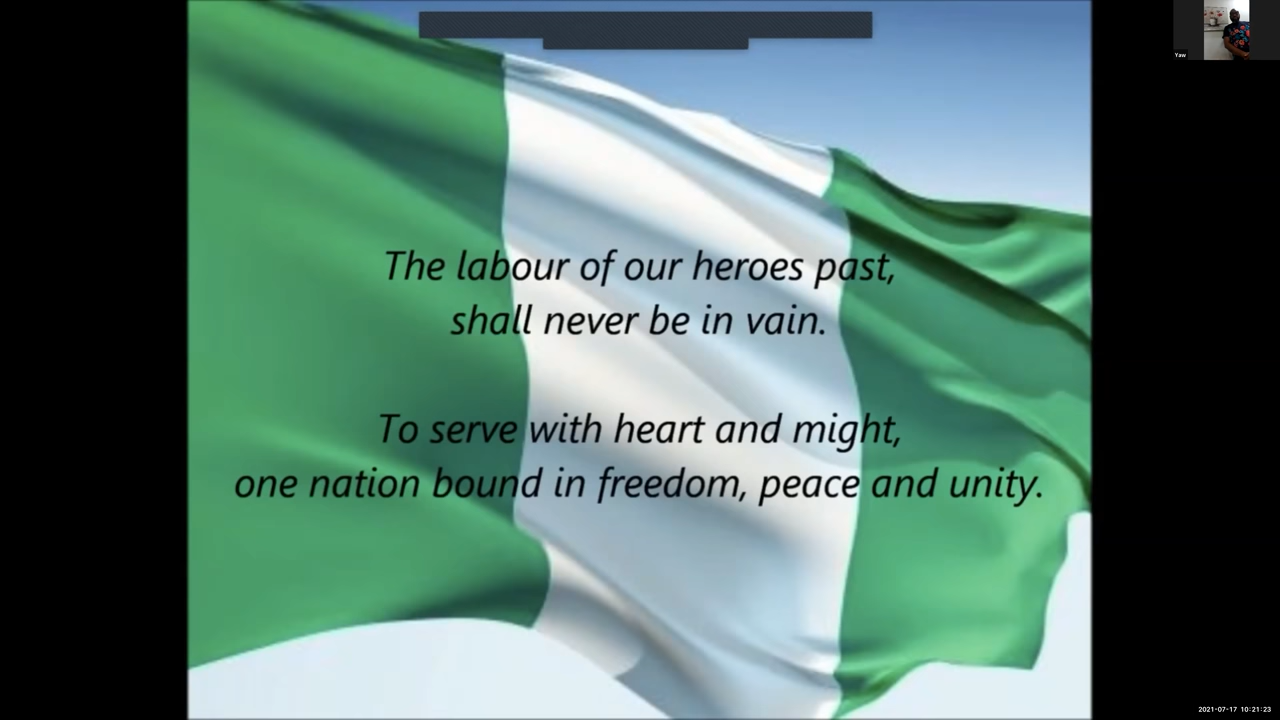 Yaw
The labour of our heroes past,
shall never be in vain.
To serve with heart and might,
one nation bound in freedom, peace and unity.
2021-07-17 10:21:23